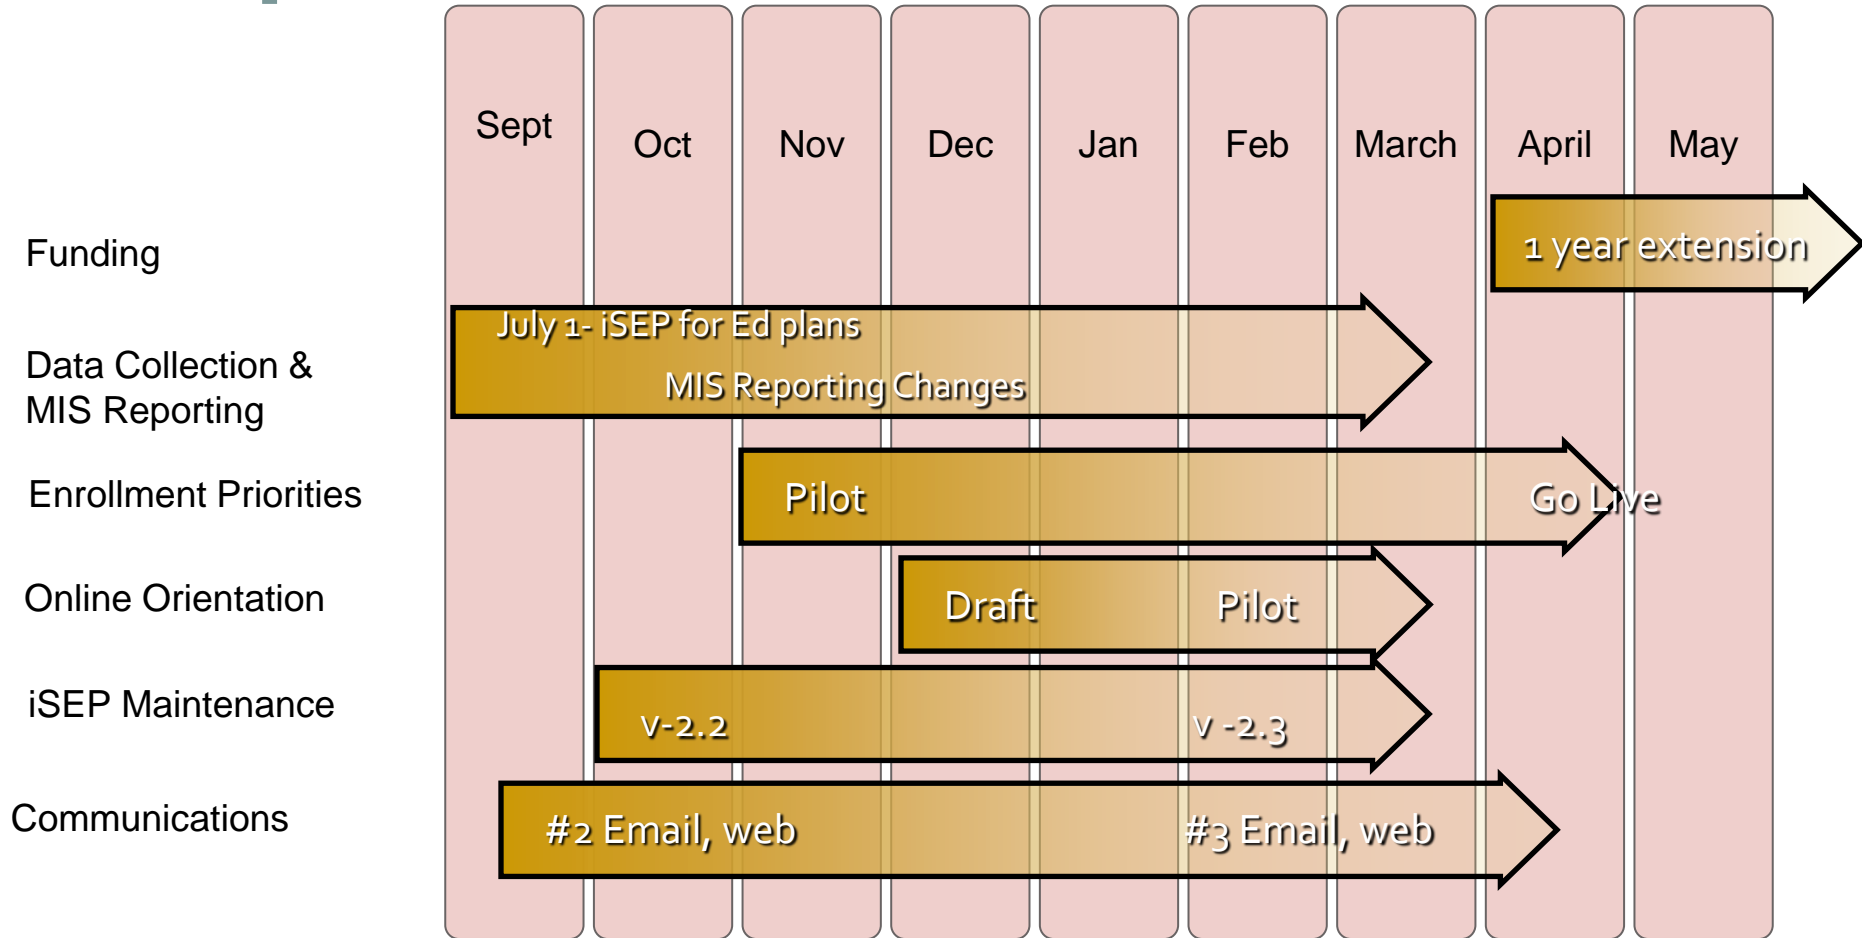 Sept
Oct
Nov
Dec
Jan
Feb
March
April
May
Funding
1 year extension
Data Collection &
MIS Reporting
July 1- iSEP for Ed plans
MIS Reporting Changes
Enrollment Priorities
Pilot
Go Live
Online Orientation
Draft
Pilot
iSEP Maintenance
v-2.2
v -2.3
Communications
#2 Email, web
#3 Email, web